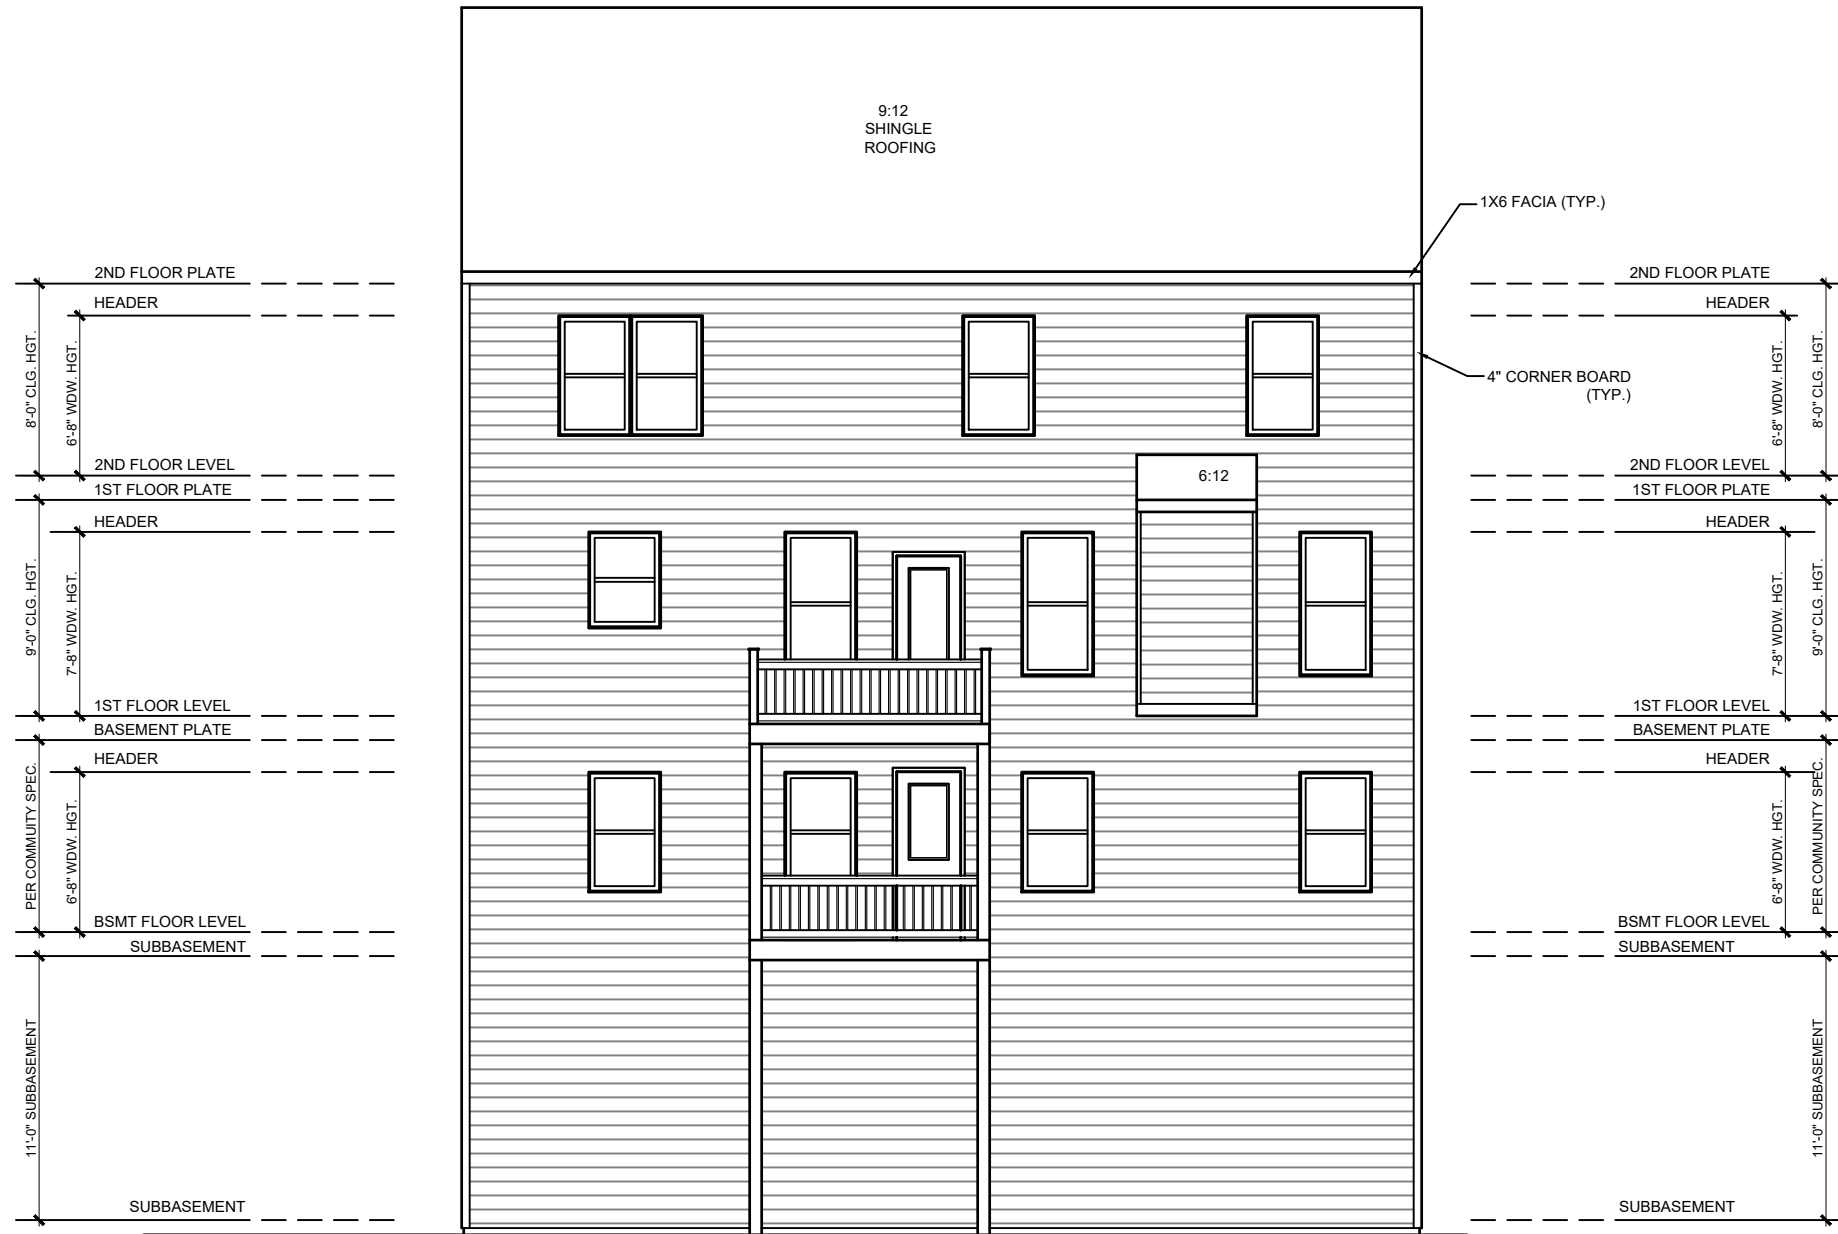 9:12
SHINGLE
ROOFING
1X6 FACIA (TYP.)
4" CORNER BOARD
(TYP.)
6:12
2ND FLOOR PLATE
HEADER
8'-0" CLG. HGT.
6'-8" WDW. HGT.
2ND FLOOR LEVEL
1ST FLOOR PLATE
HEADER
9'-0" CLG. HGT.
7'-8" WDW. HGT.
1ST FLOOR LEVEL
BASEMENT PLATE
HEADER
PER COMMUITY SPEC.
6'-8" WDW. HGT.
BSMT FLOOR LEVEL
SUBBASEMENT
11'-0" SUBBASEMENT
SUBBASEMENT
2ND FLOOR PLATE
HEADER
6'-8" WDW. HGT.
8'-0" CLG. HGT.
2ND FLOOR LEVEL
1ST FLOOR PLATE
HEADER
7'-8" WDW. HGT.
9'-0" CLG. HGT.
1ST FLOOR LEVEL
BASEMENT PLATE
HEADER
6'-8" WDW. HGT.
PER COMMUNITY SPEC.
BSMT FLOOR LEVEL
SUBBASEMENT
11'-0" SUBBASEMENT
SUBBASEMENT